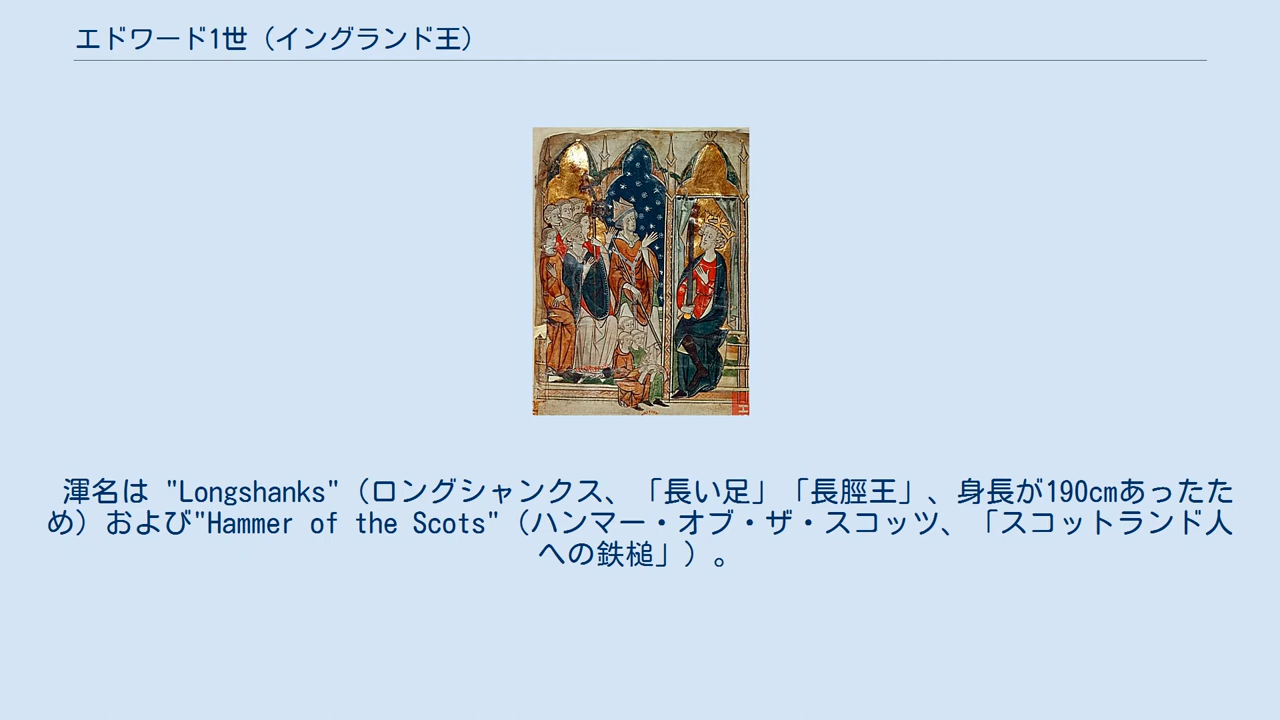 エドワード1世（イングランド王）
渾名は "Longshanks"（ロングシャンクス、「長い足」「長脛王」、身長が190cmあったた
め）および"Hammer of the Scots"（ハンマー・オブ・ザ・スコッツ、「スコットランド人
への鉄槌」）。